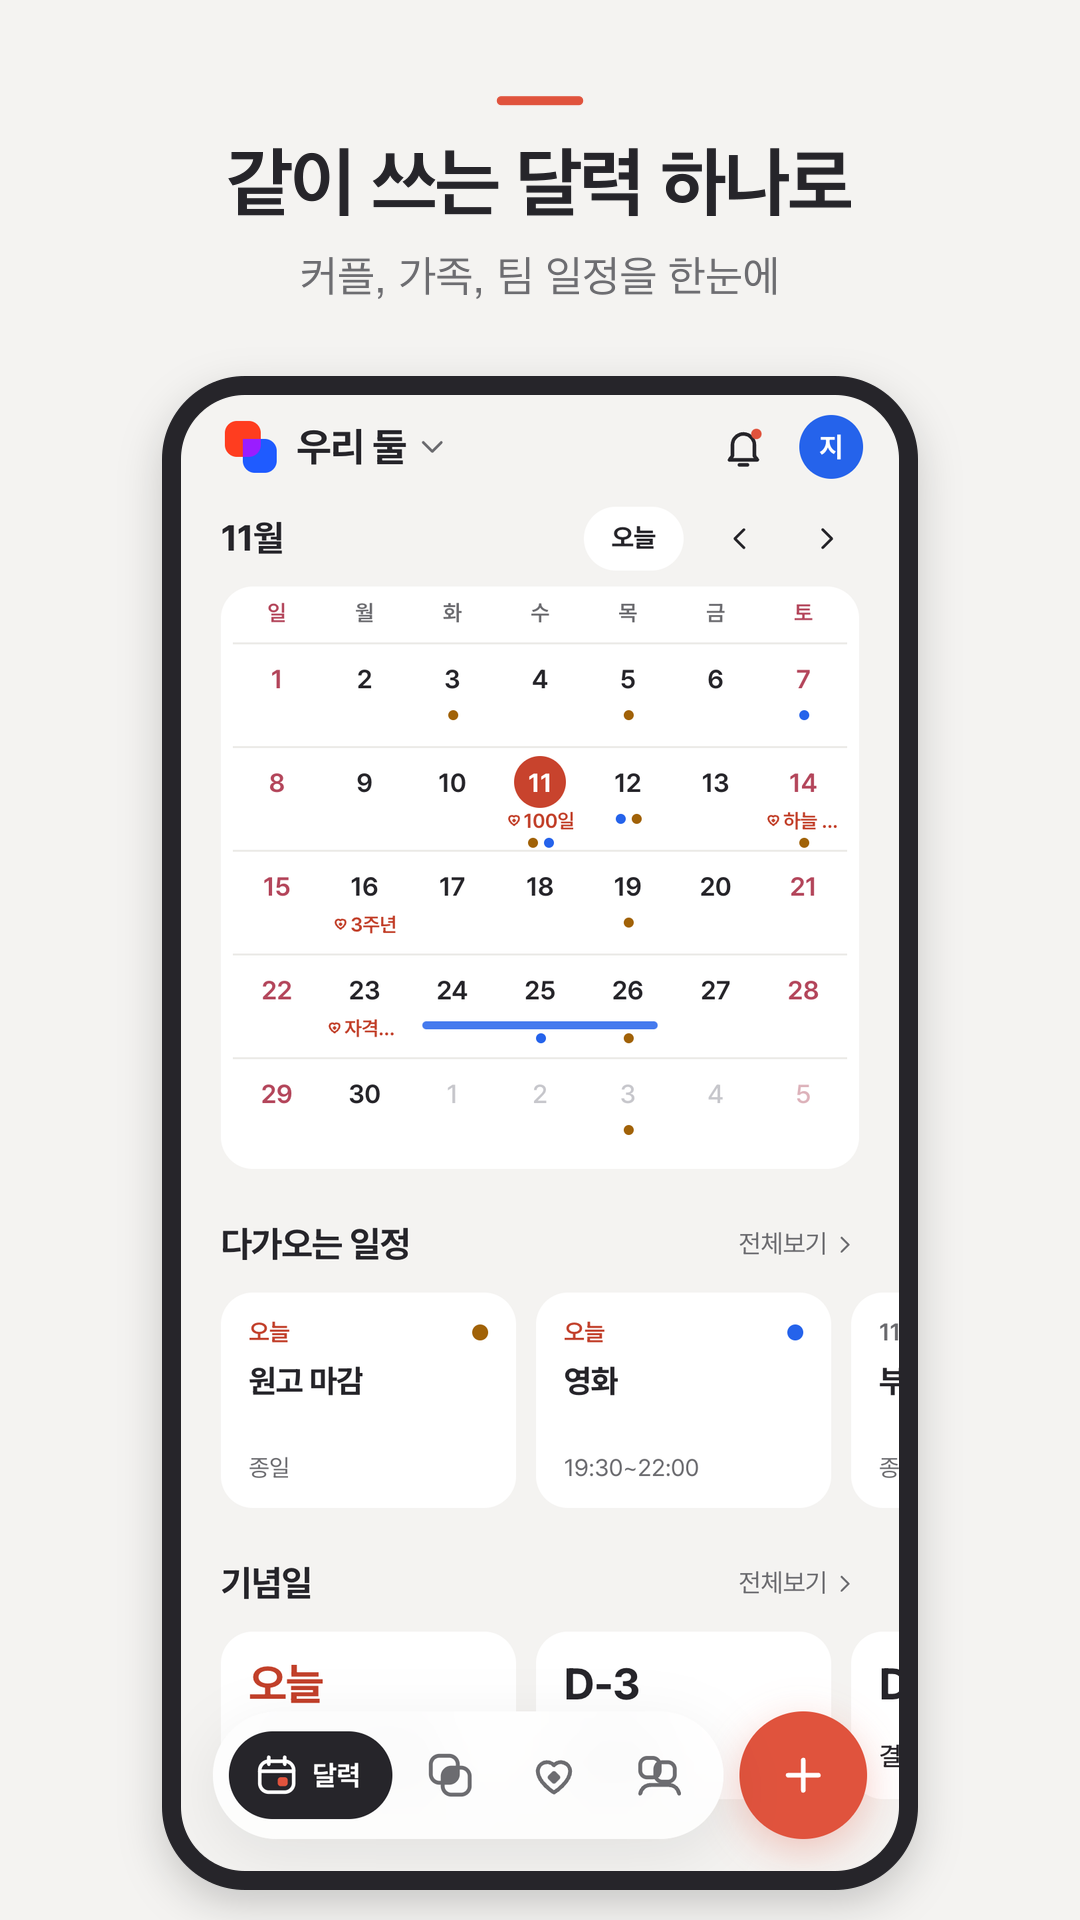 같이 쓰는 달력 하나로
커플, 가족, 팀 일정을 한눈에
우리 둘
지
11월
오늘
일 월 화 수 목 금 토
1 2 3 4 5 6 7
8 9 10 11 12 13 14
100일 하늘 ...
15 16 17 18 19 20 21
3주년
22 23 24 25 26 27 28
자격...
29 30 1 2 3 4 5
다가오는 일정 전체보기
오늘 오늘 11
원고 마감 영화 부
종일 19:30~22:00 종
기념일 전체보기
오늘 D-3 D
결
달력